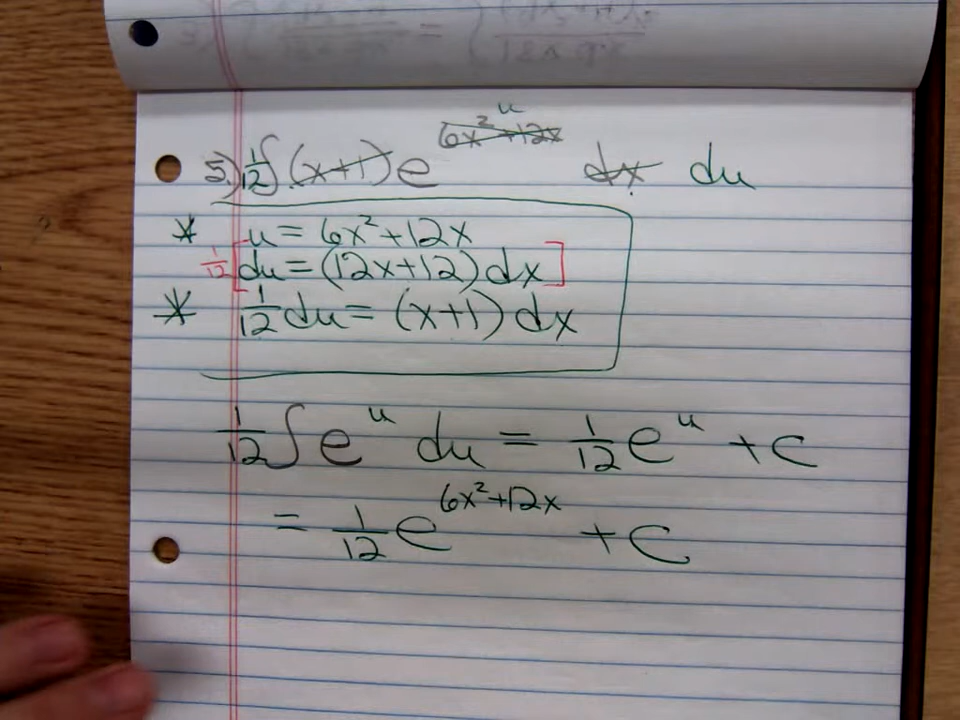 u
5.) 1/12 ∫ (x+1) e^6x²+12x dx du
* u = 6x²+12x
1/12 [du = (12x+12)dx]
* 1/12 du = (x+1)dx
1/12 ∫ e^u du = 1/12 e^u + c
= 1/12 e^6x²+12x + c